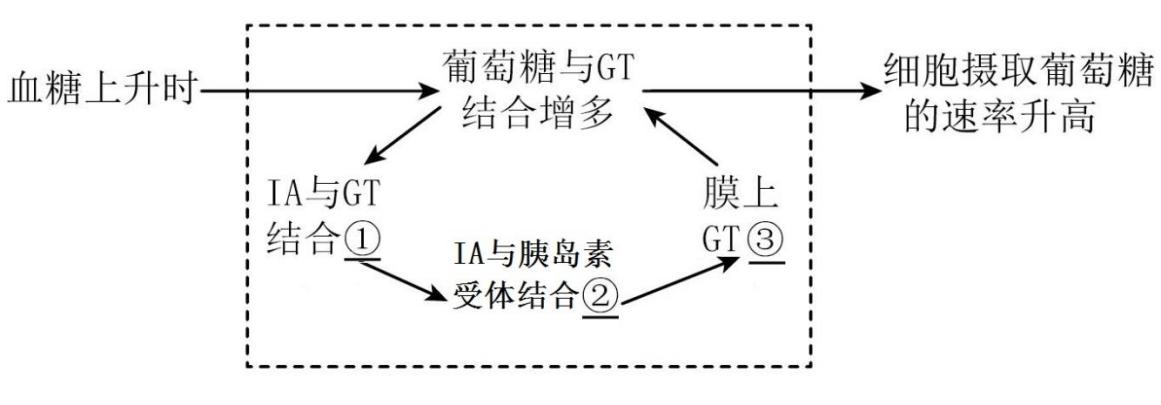 血糖上升时
葡萄糖与GT
结合增多
细胞摄取葡萄糖
的速率升高
IA与GT
结合①
IA与胰岛素
受体结合②
膜上
GT③